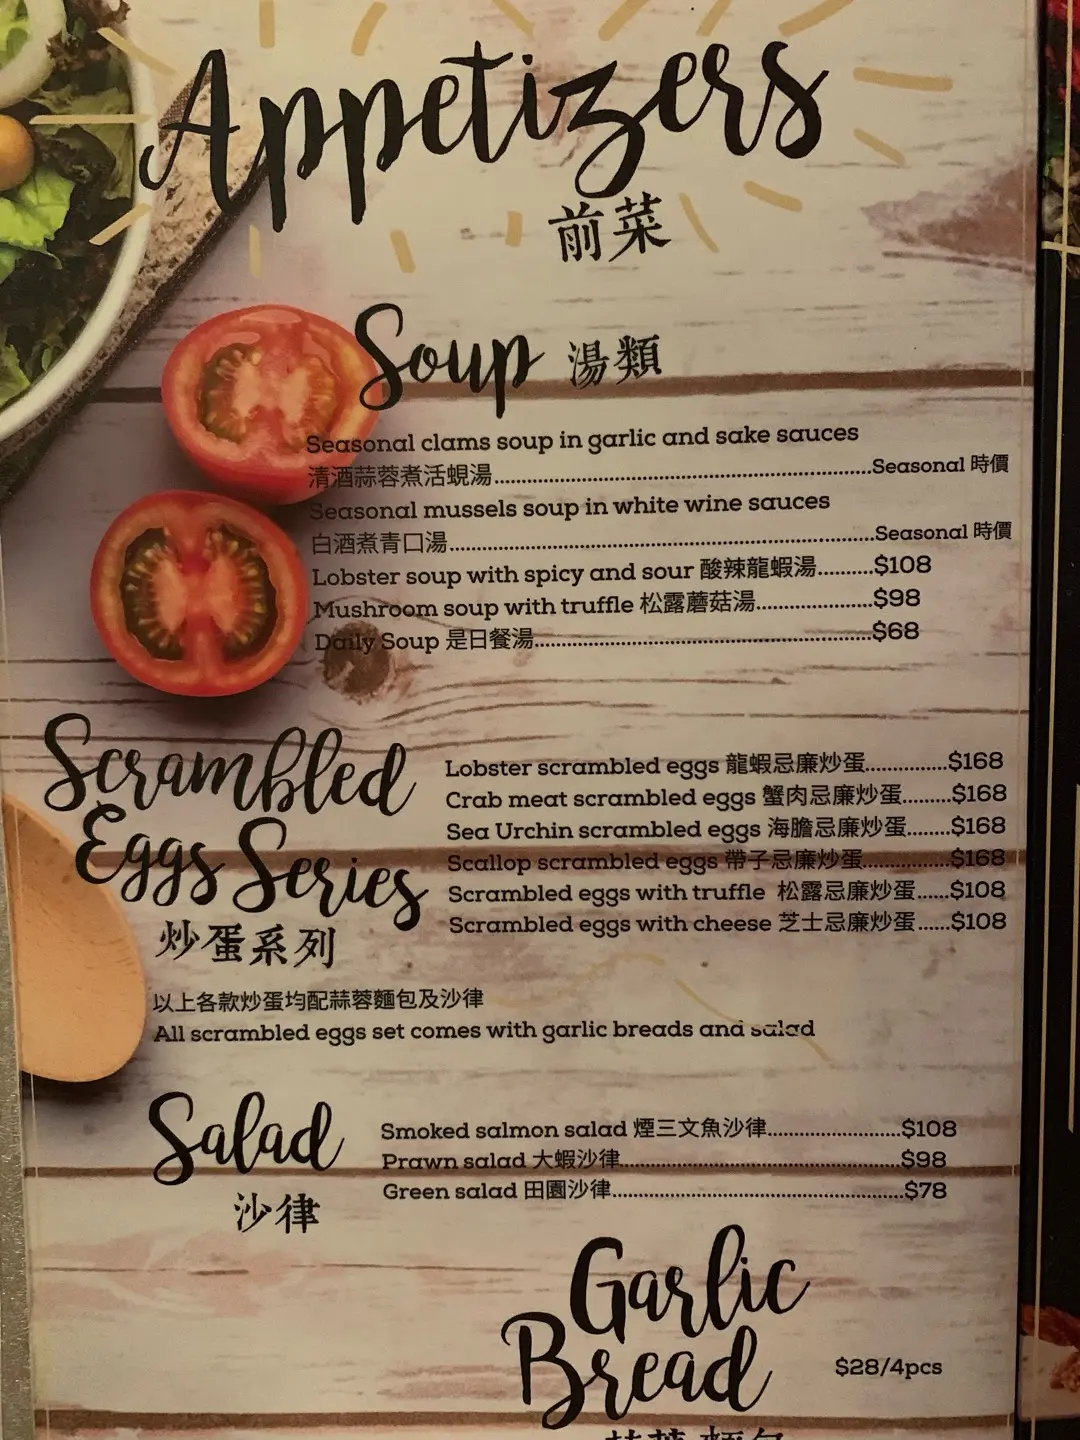 Appetizers
前菜
Soup 湯類
Seasonal clams soup in garlic and sake sauces
清酒蒜蓉煮活蜆湯......Seasonal 時價
Seasonal mussels soup in white wine sauces
白酒煮青口湯......Seasonal 時價
Lobster soup with spicy and sour 酸辣龍蝦湯......$108
Mushroom soup with truffle 松露蘑菇湯......$98
Daily Soup 是日餐湯......$68
Scrambled
Eggs Series
炒蛋系列
Lobster scrambled eggs 龍蝦忌廉炒蛋......$168
Crab meat scrambled eggs 蟹肉忌廉炒蛋......$168
Sea Urchin scrambled eggs 海膽忌廉炒蛋......$168
Scallop scrambled eggs 帶子忌廉炒蛋......$168
Scrambled eggs with truffle 松露忌廉炒蛋......$108
Scrambled eggs with cheese 芝士忌廉炒蛋......$108
以上各款炒蛋均配蒜蓉麵包及沙律
All scrambled eggs set comes with garlic breads and salad
Salad
沙律
Smoked salmon salad 煙三文魚沙律......$108
Prawn salad 大蝦沙律......$98
Green salad 田園沙律......$78
Garlic
Bread
$28/4pcs